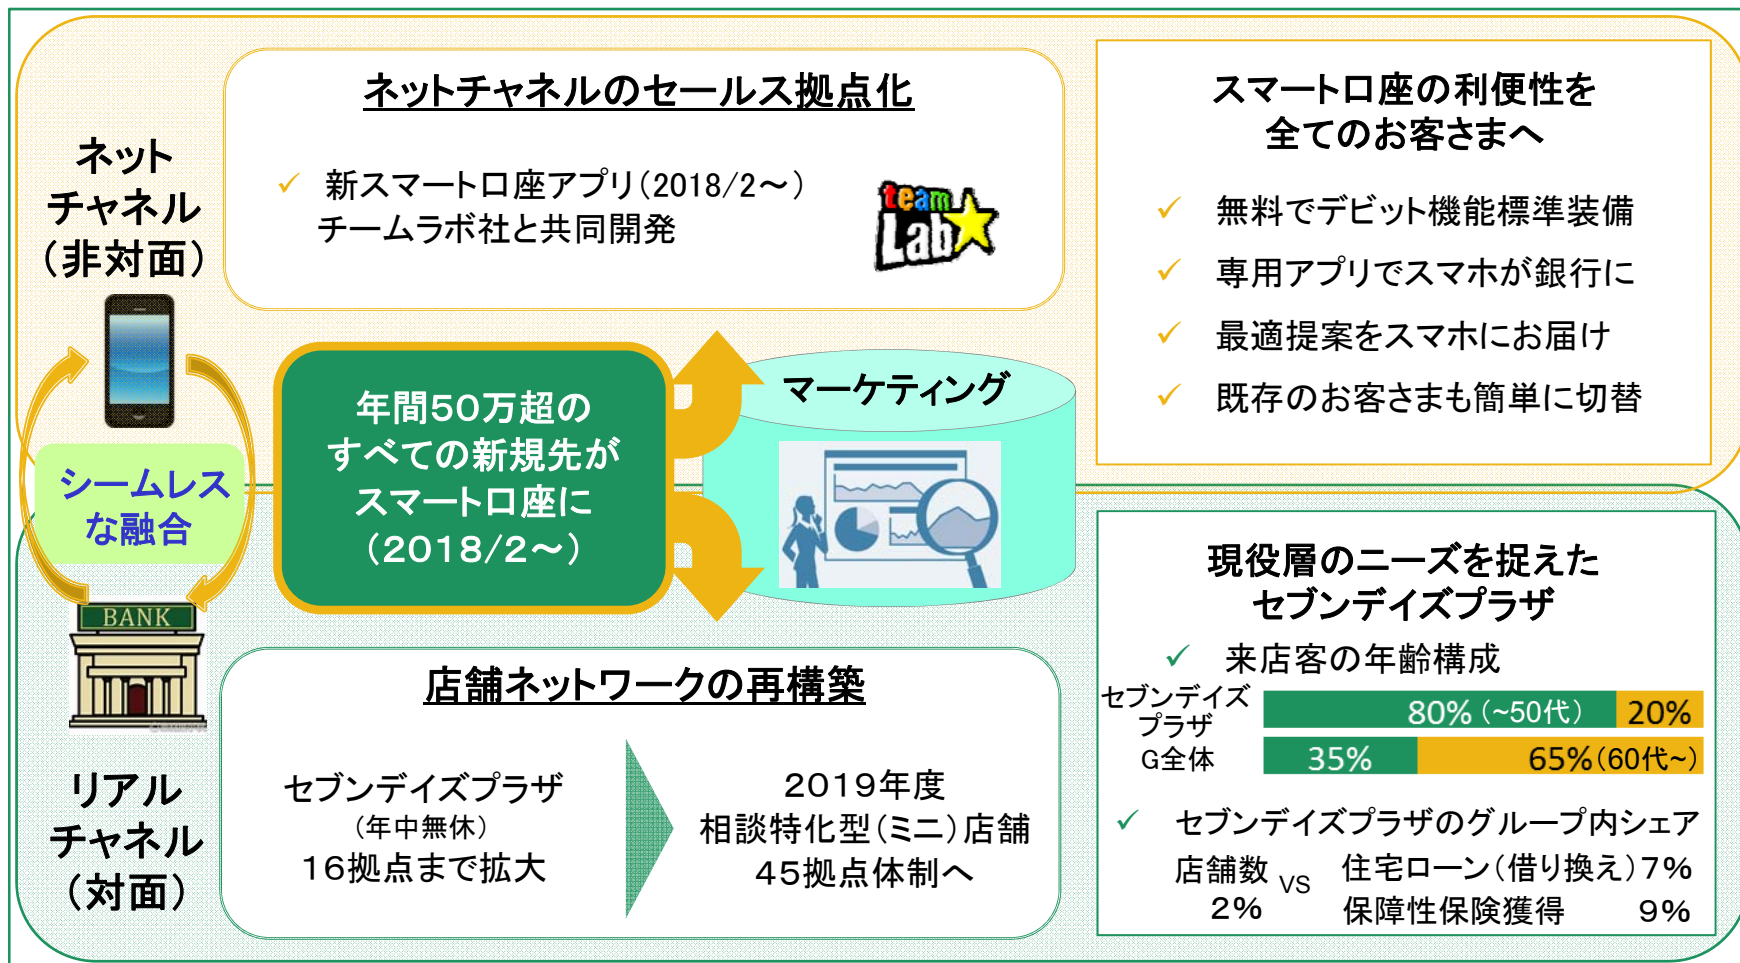 ネット
チャネル
（非対面）
ネットチャネルのセールス拠点化
✓ 新スマート口座アプリ（2018/2～）
チームラボ社と共同開発
team
Lab
スマート口座の利便性を
全てのお客さまへ
✓ 無料でデビット機能標準装備
✓ 専用アプリでスマホが銀行に
✓ 最適提案をスマホにお届け
✓ 既存のお客さまも簡単に切替
シームレス
な融合
年間５０万超の
すべての新規先が
スマート口座に
（２０１８/２～）
マーケティング
BANK
リアル
チャネル
（対面）
店舗ネットワークの再構築
セブンデイズプラザ
（年中無休）
１６拠点まで拡大
２０１９年度
相談特化型（ミニ）店舗
４５拠点体制へ
現役層のニーズを捉えた
セブンデイズプラザ
✓ 来店客の年齢構成
セブンデイズ
プラザ
80%（~50代） 20%
G全体 35% 65%（60代~）
✓ セブンデイズプラザのグループ内シェア
店舗数
２%
VS
住宅ローン（借り換え）７%
保障性保険獲得 ９%